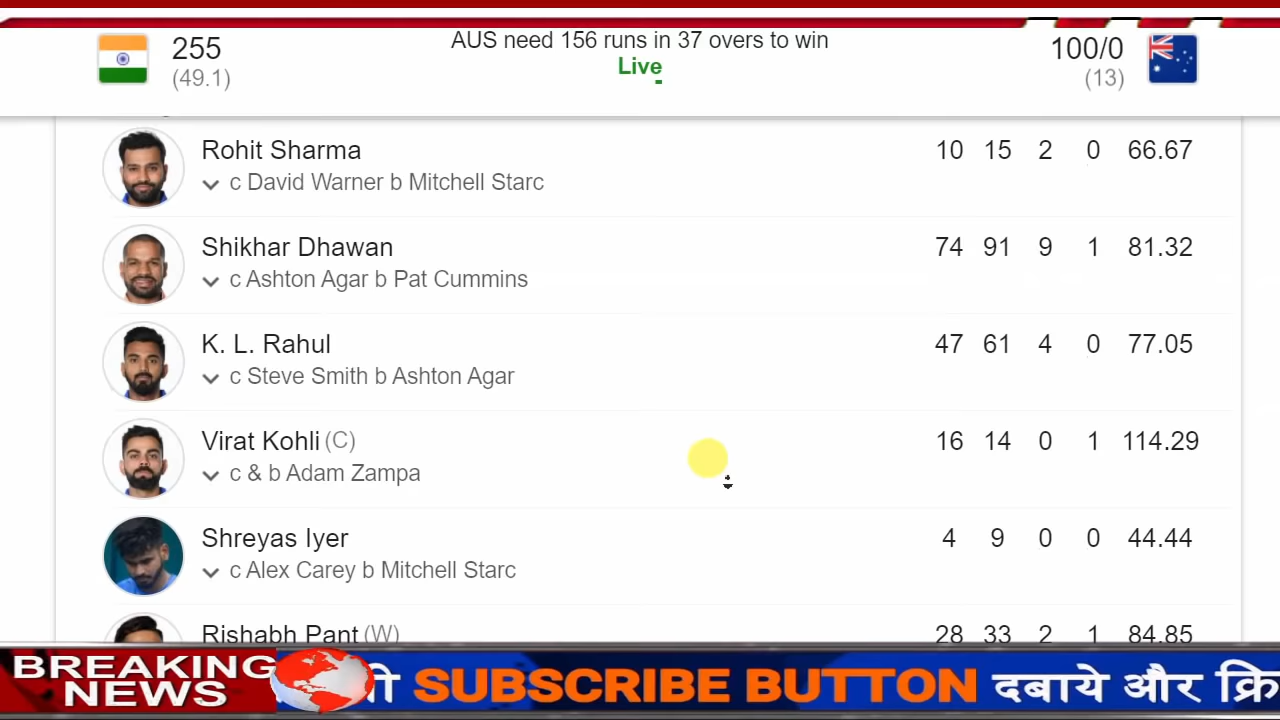 255
(49.1)
AUS need 156 runs in 37 overs to win
Live
100/0
(13)
Rohit Sharma 10 15 2 0 66.67
c David Warner b Mitchell Starc
Shikhar Dhawan 74 91 9 1 81.32
c Ashton Agar b Pat Cummins
K. L. Rahul 47 61 4 0 77.05
c Steve Smith b Ashton Agar
Virat Kohli (C) 16 14 0 1 114.29
c & b Adam Zampa
Shreyas Iyer 4 9 0 0 44.44
c Alex Carey b Mitchell Starc
Rishabh Pant (W) 28 33 2 1 84.85
BREAKING
NEWS
SUBSCRIBE BUTTON दबाये और